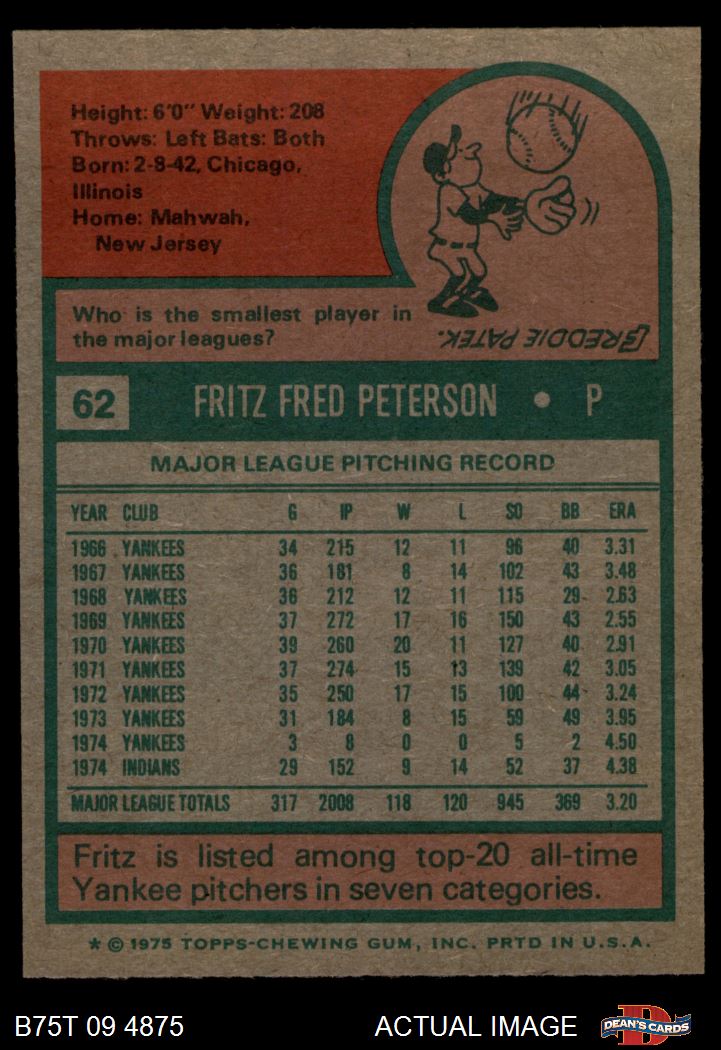 Height: 6'0" Weight: 208
Throws: Left Bats: Both
Born: 2-8-42, Chicago,
Illinois
Home: Mahwah,
New Jersey
Who is the smallest player in
the major leagues?
FREDDIE PATEK.
62 FRITZ FRED PETERSON • P
MAJOR LEAGUE PITCHING RECORD
YEAR CLUB G IP W L SO BB ERA
1966 YANKEES 34 215 12 11 96 40 3.31
1967 YANKEES 36 181 8 14 102 43 3.48
1968 YANKEES 36 212 12 11 115 29 2.63
1969 YANKEES 37 272 17 16 150 43 2.55
1970 YANKEES 39 260 20 11 127 40 2.91
1971 YANKEES 37 274 15 13 139 42 3.05
1972 YANKEES 35 250 17 15 100 44 3.24
1973 YANKEES 31 184 8 15 59 49 3.95
1974 YANKEES 3 8 0 0 5 2 4.50
1974 INDIANS 29 152 9 14 52 37 4.38
MAJOR LEAGUE TOTALS 317 2008 118 120 945 369 3.20
Fritz is listed among top-20 all-time
Yankee pitchers in seven categories.
* © 1975 TOPPS-CHEWING GUM, INC. PRTD IN U.S.A.
B75T 09 4875 ACTUAL IMAGE D DEAN'S CARDS